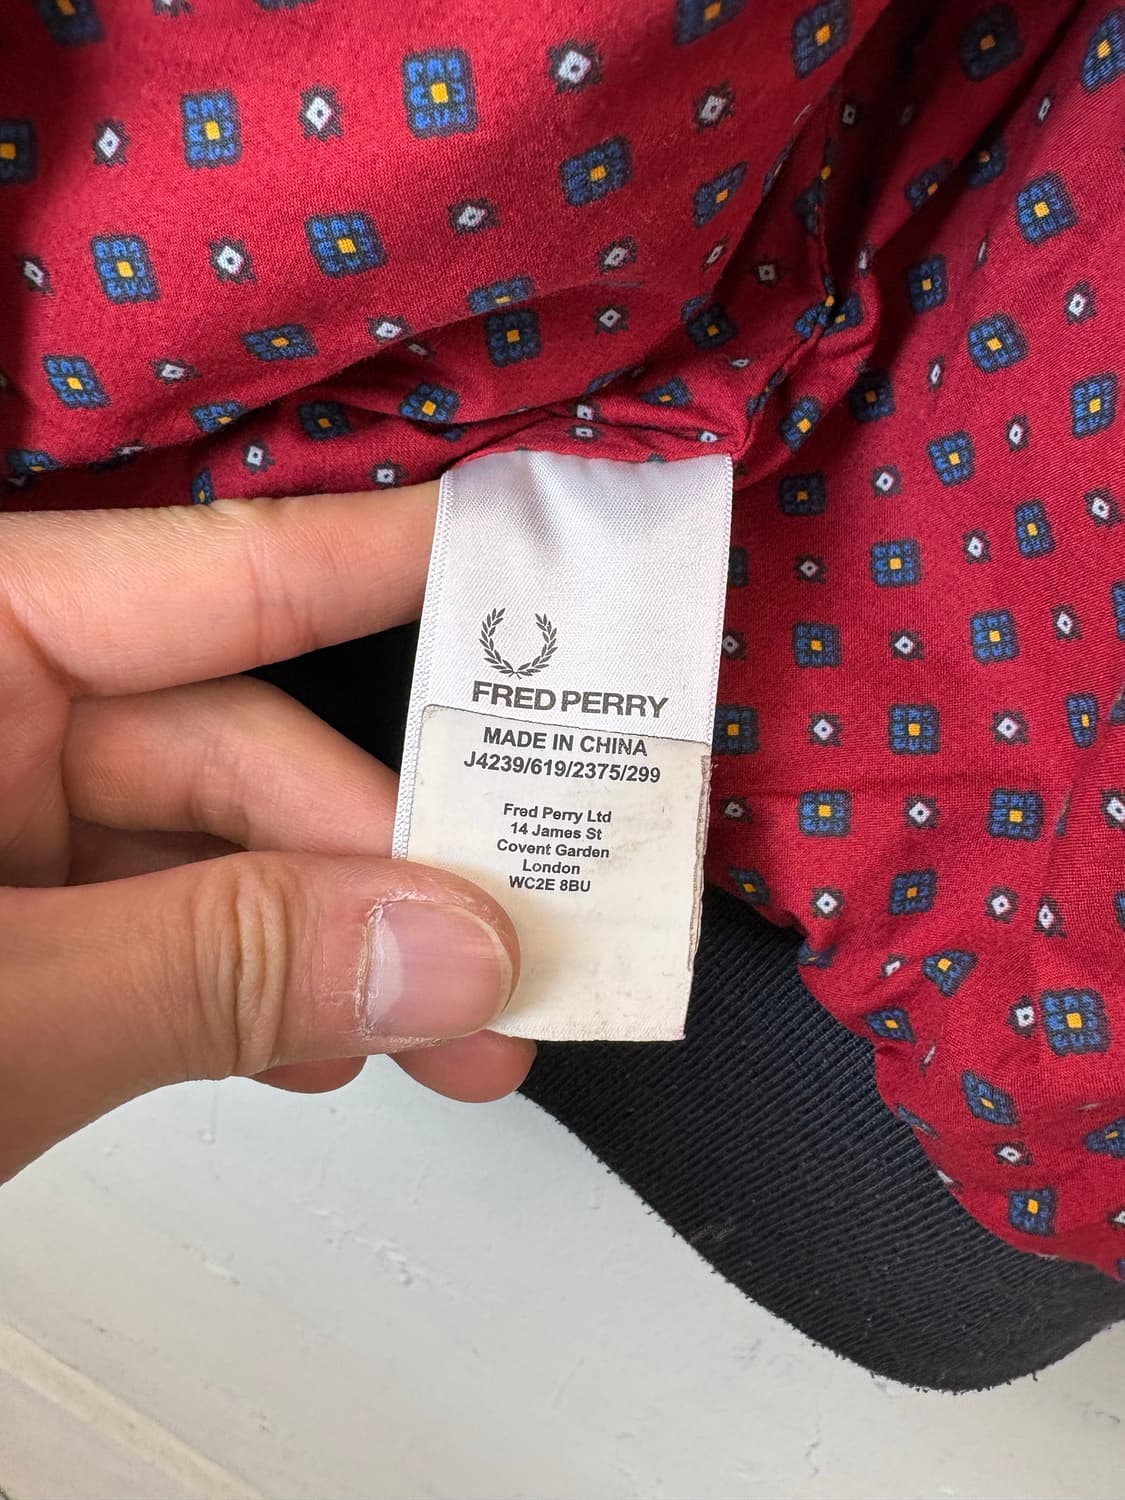 FRED PERRY
MADE IN CHINA
J4239/619/2375/299
Fred Perry Ltd
14 James St
Covent Garden
London
WC2E 8BU